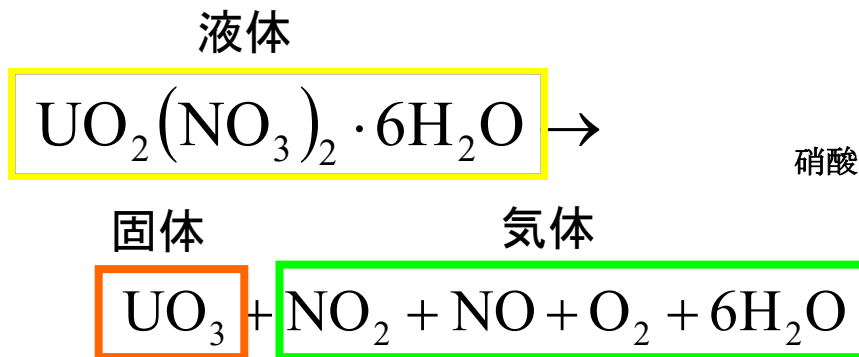 液体
UO₂(NO₃)₂・6H₂O →
硝酸
固体
気体
UO₃ + NO₂ + NO + O₂ + 6H₂O